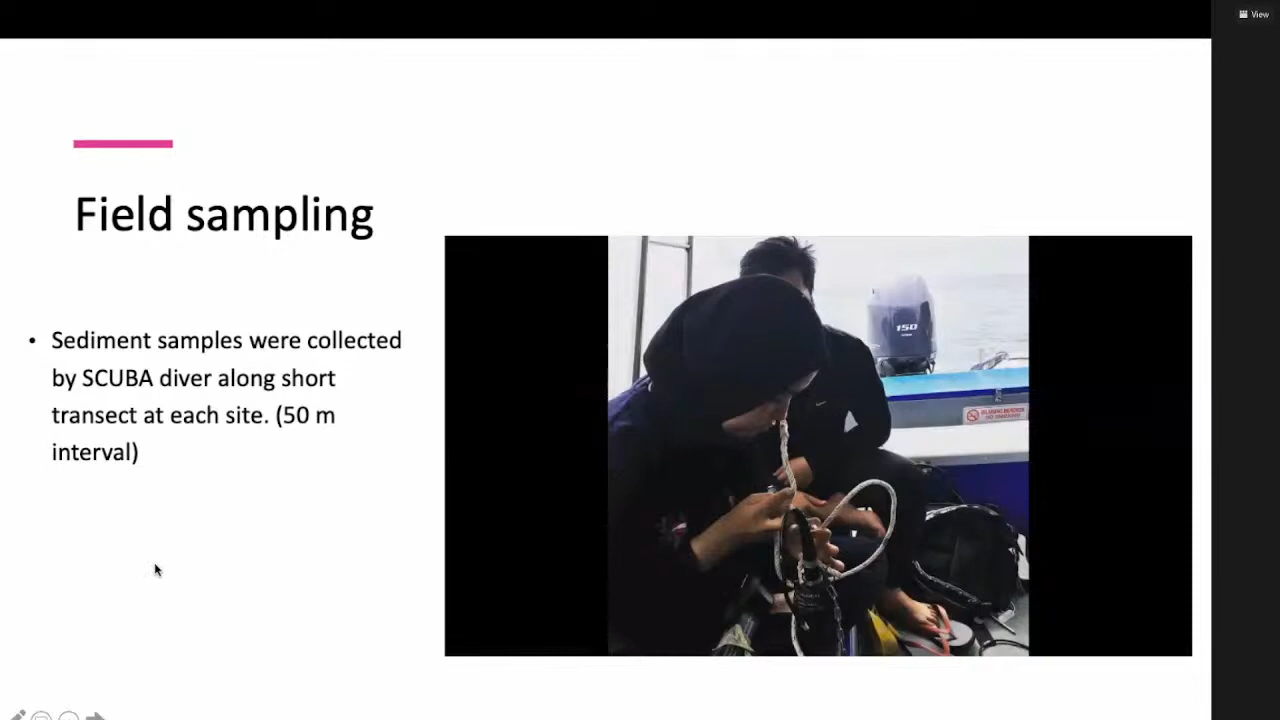 View
Field sampling
• Sediment samples were collected
by SCUBA diver along short
transect at each site. (50 m
interval)
150